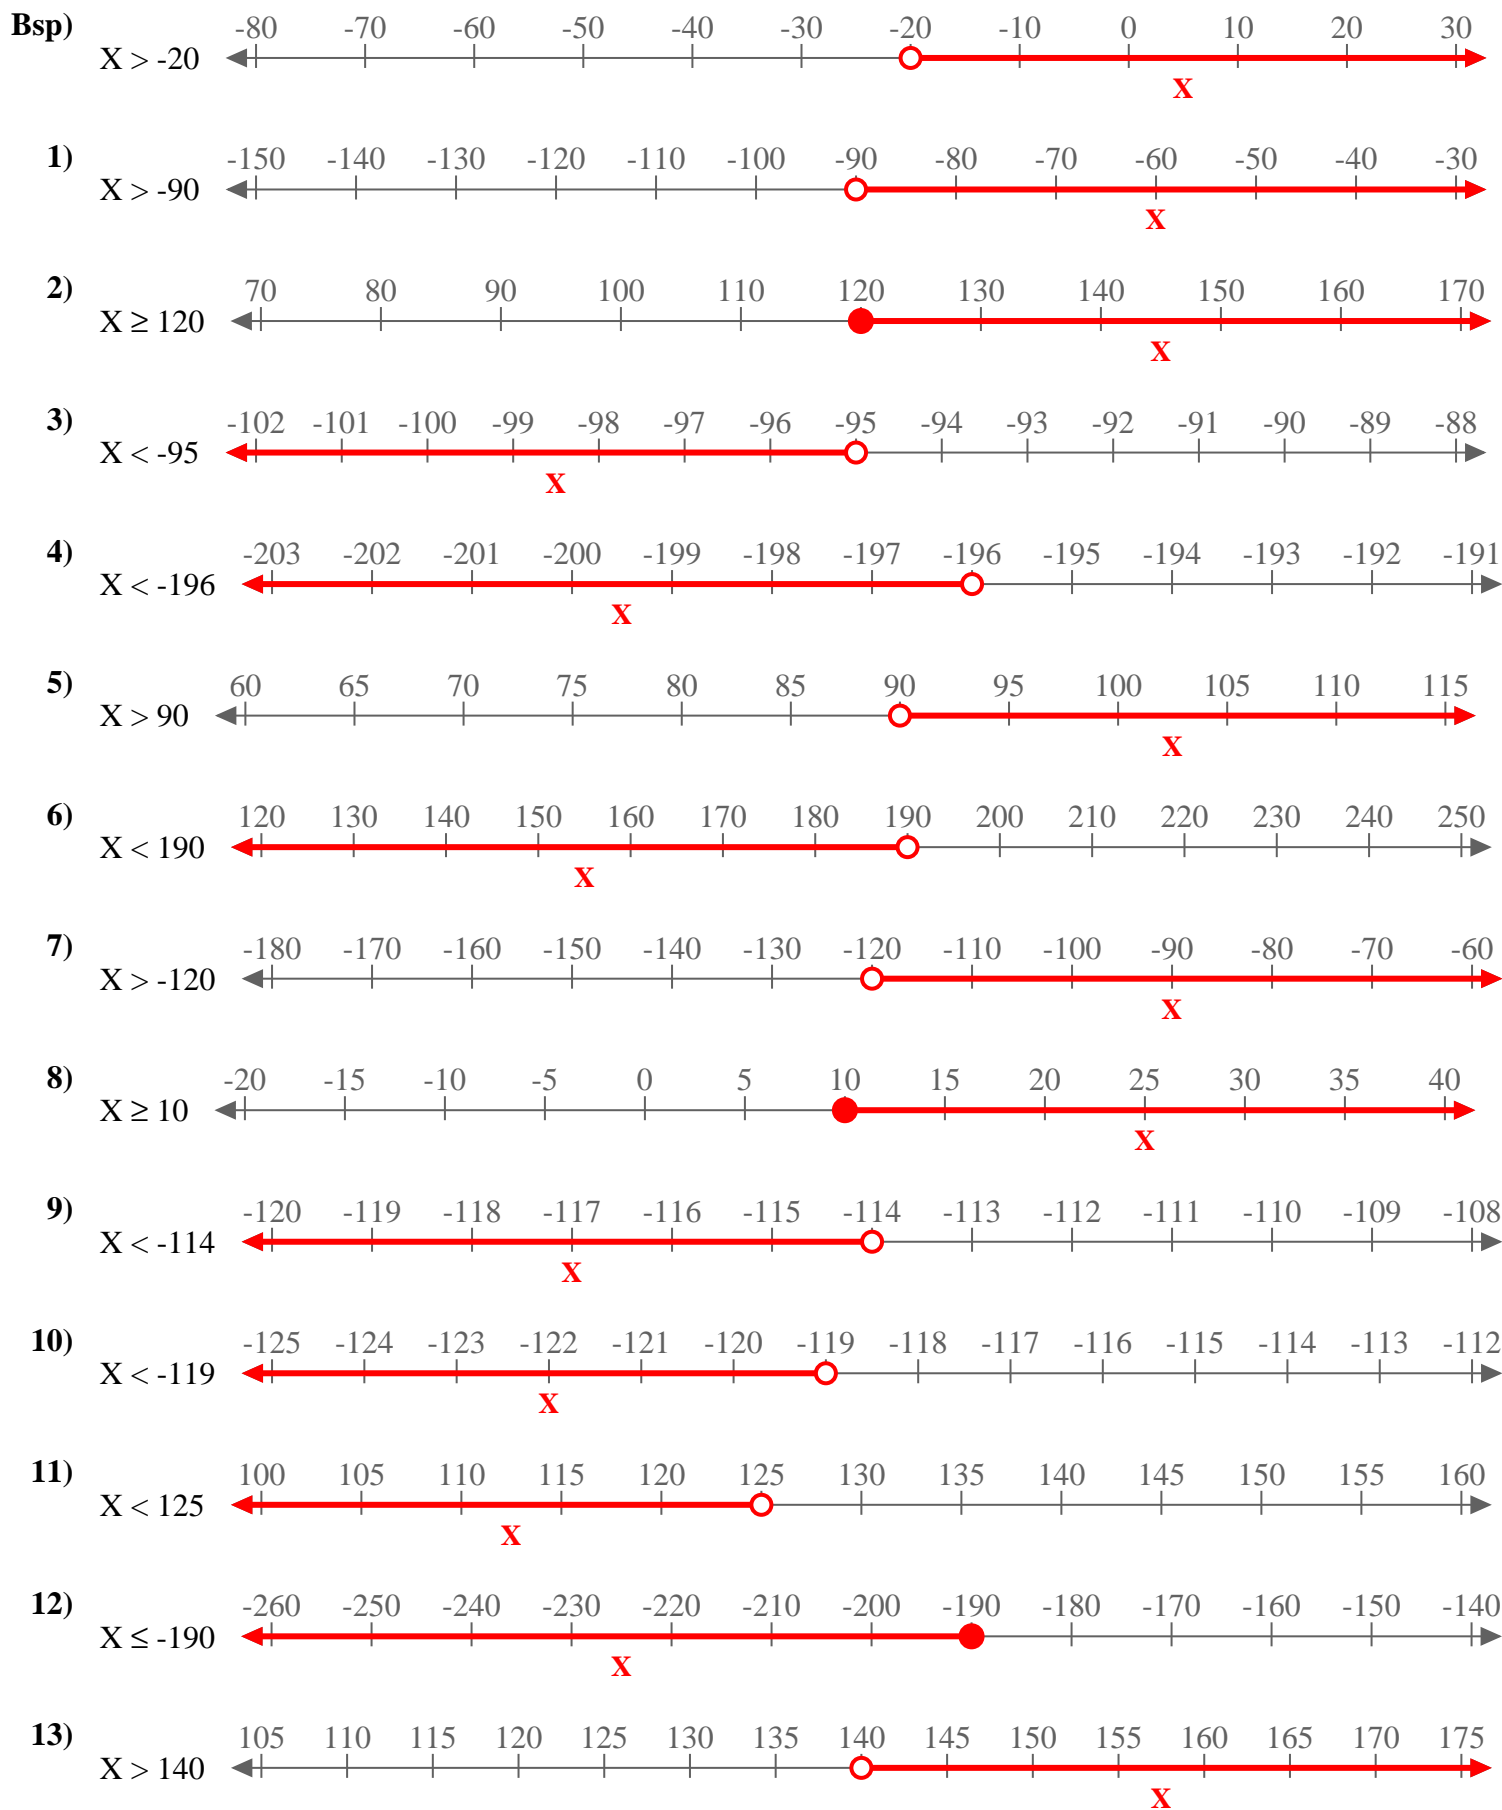 Bsp) -80 -70 -60 -50 -40 -30 -20 -10 0 10 20 30
X > -20
X
1) -150 -140 -130 -120 -110 -100 -90 -80 -70 -60 -50 -40 -30
X > -90
X
2) 70 80 90 100 110 120 130 140 150 160 170
X ≥ 120
X
3) -102 -101 -100 -99 -98 -97 -96 -95 -94 -93 -92 -91 -90 -89 -88
X < -95
X
4) -203 -202 -201 -200 -199 -198 -197 -196 -195 -194 -193 -192 -191
X < -196
X
5) 60 65 70 75 80 85 90 95 100 105 110 115
X > 90
X
6) 120 130 140 150 160 170 180 190 200 210 220 230 240 250
X < 190
X
7) -180 -170 -160 -150 -140 -130 -120 -110 -100 -90 -80 -70 -60
X > -120
X
8) -20 -15 -10 -5 0 5 10 15 20 25 30 35 40
X ≥ 10
X
9) -120 -119 -118 -117 -116 -115 -114 -113 -112 -111 -110 -109 -108
X < -114
X
10) -125 -124 -123 -122 -121 -120 -119 -118 -117 -116 -115 -114 -113 -112
X < -119
X
11) 100 105 110 115 120 125 130 135 140 145 150 155 160
X < 125
X
12) -260 -250 -240 -230 -220 -210 -200 -190 -180 -170 -160 -150 -140
X ≤ -190
X
13) 105 110 115 120 125 130 135 140 145 150 155 160 165 170 175
X > 140
X